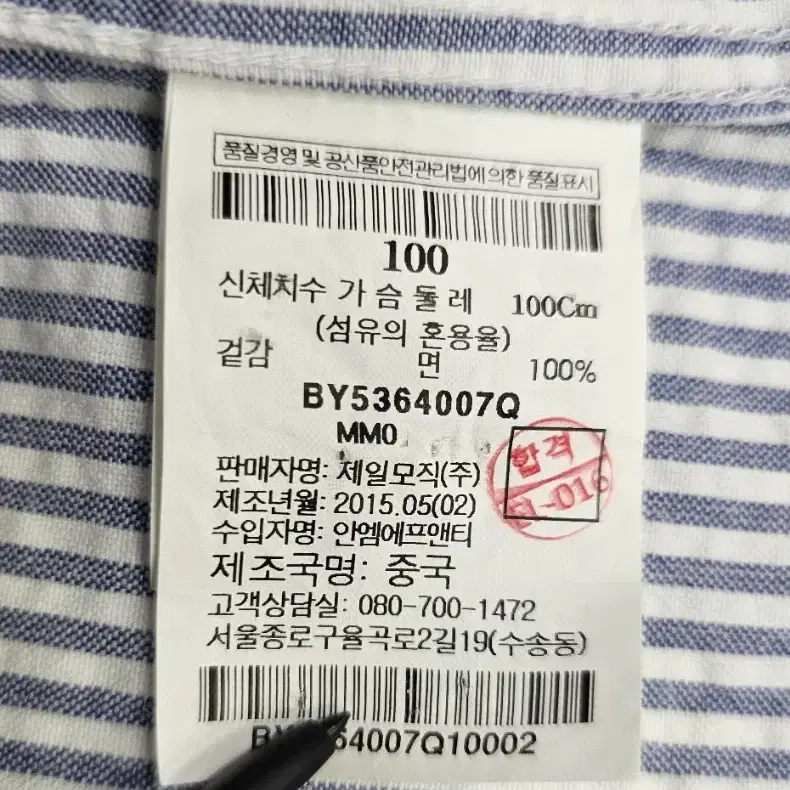 품질경영 및 공산품안전관리법에 의한 품질표시
100
신체치수 가 슴 둘 레 100Cm
(섬유의 혼용율)
겉감 면 100%
BY5364007Q
MM0
합격
-016
판매자명: 제일모직(주)
제조년월: 2015.05(02)
수입자명: 안엠에프앤티
제조국명: 중국
고객상담실: 080-700-1472
서울종로구율곡로2길19(수송동)
64007Q10002